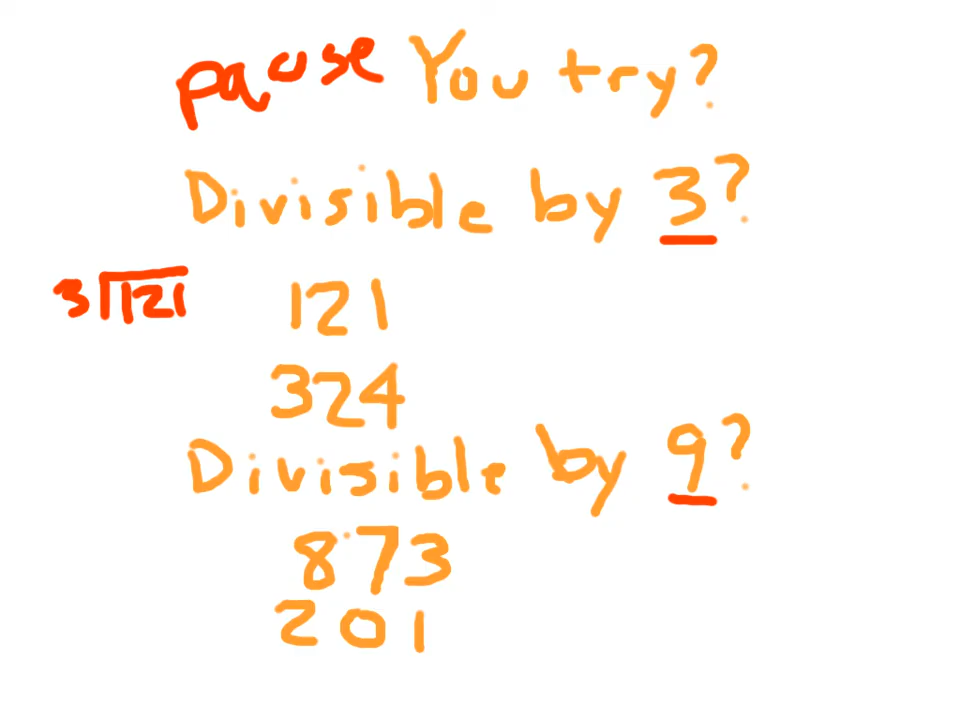 pause You try?
Divisible by 3?
3√121 121
324
Divisible by 9?
873
201